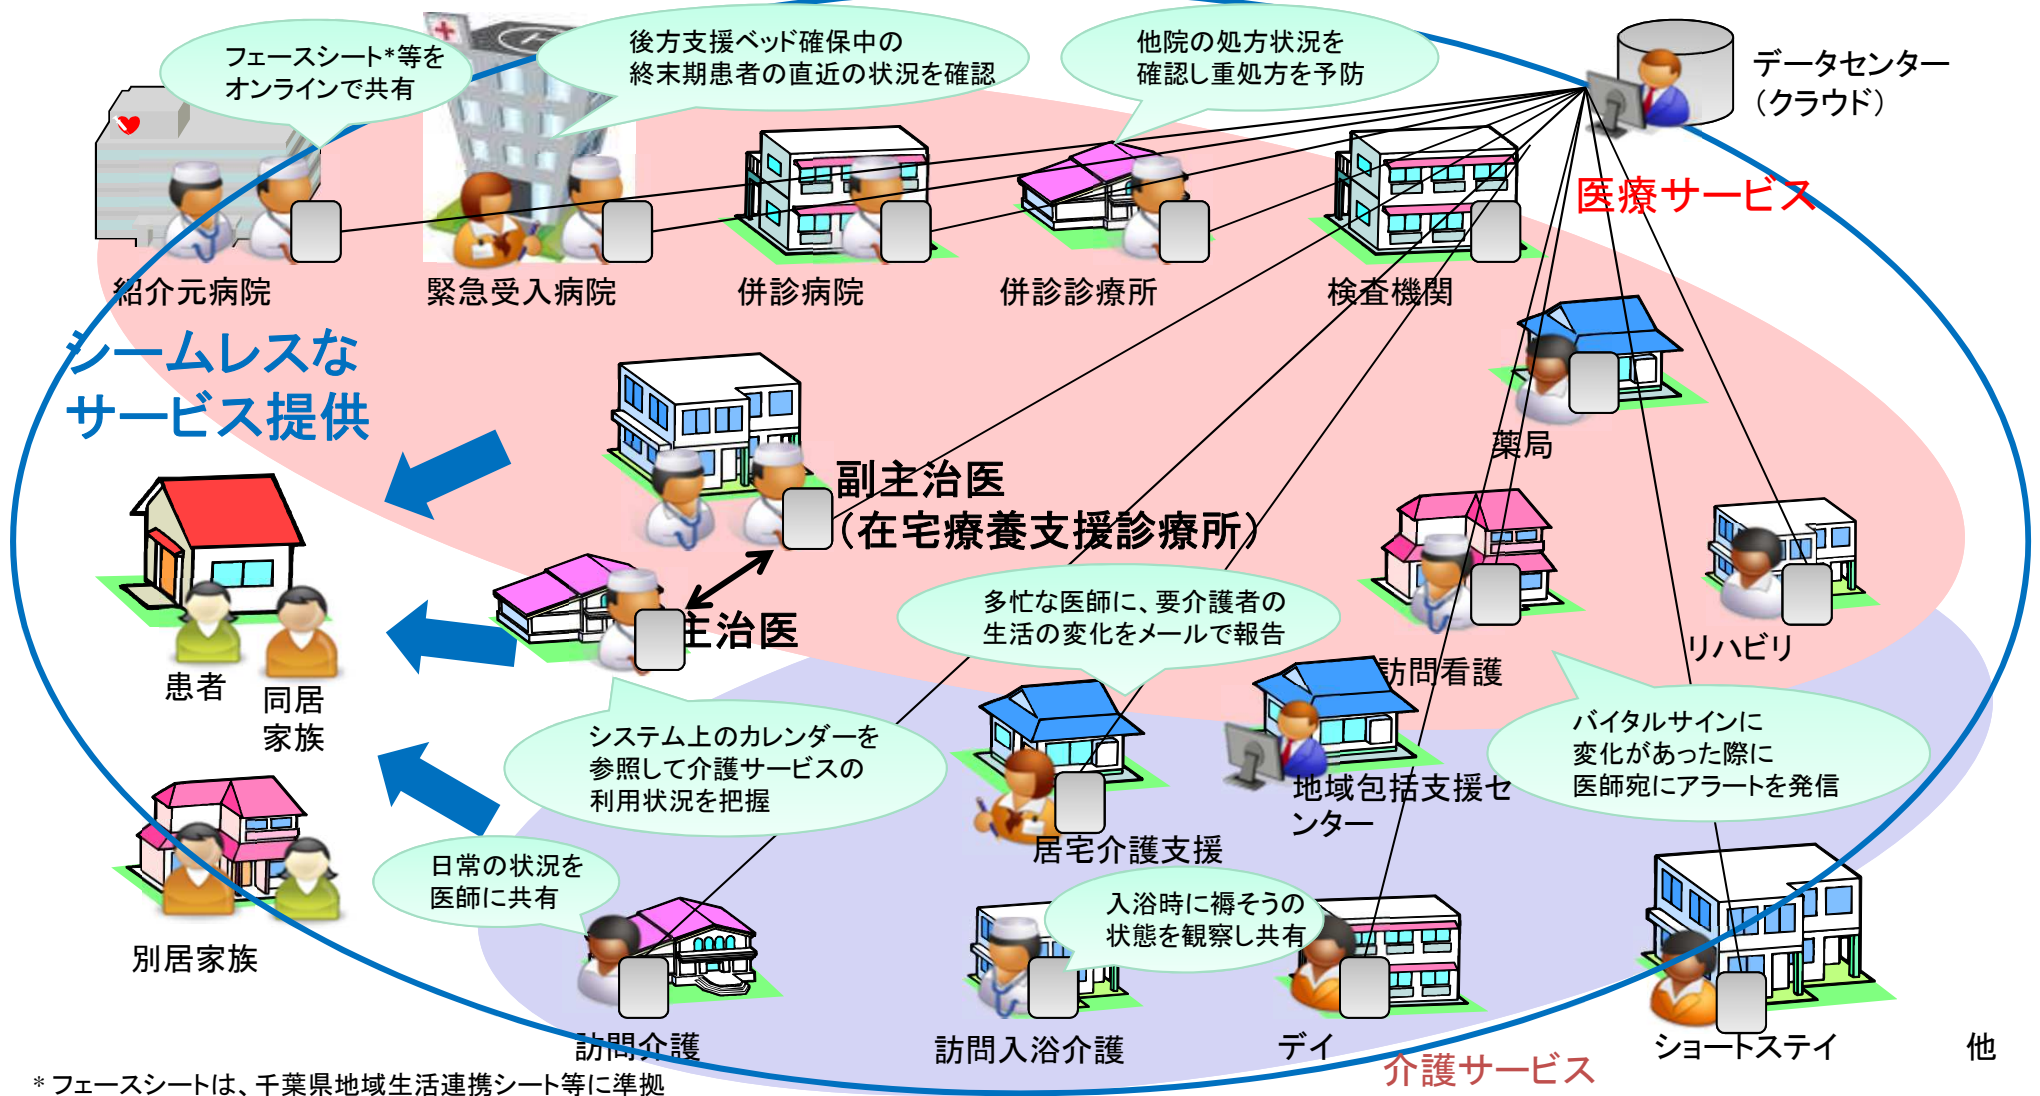 フェースシート*等を
オンラインで共有
後方支援ベッド確保中の
終末期患者の直近の状況を確認
他院の処方状況を
確認し重処方を予防
データセンター
（クラウド）
医療サービス
紹介元病院
緊急受入病院
併診病院
併診診療所
検査機関
シームレスな
サービス提供
薬局
副主治医
（在宅療養支援診療所）
主治医
多忙な医師に、要介護者の
生活の変化をメールで報告
訪問看護
リハビリ
患者
同居
家族
システム上のカレンダーを
参照して介護サービスの
利用状況を把握
バイタルサインに
変化があった際に
医師宛にアラートを発信
地域包括支援セ
ンター
居宅介護支援
日常の状況を
医師に共有
入浴時に褥そうの
状態を観察し共有
別居家族
訪問介護
訪問入浴介護
デイ
ショートステイ
他
介護サービス
* フェースシートは、千葉県地域生活連携シート等に準拠